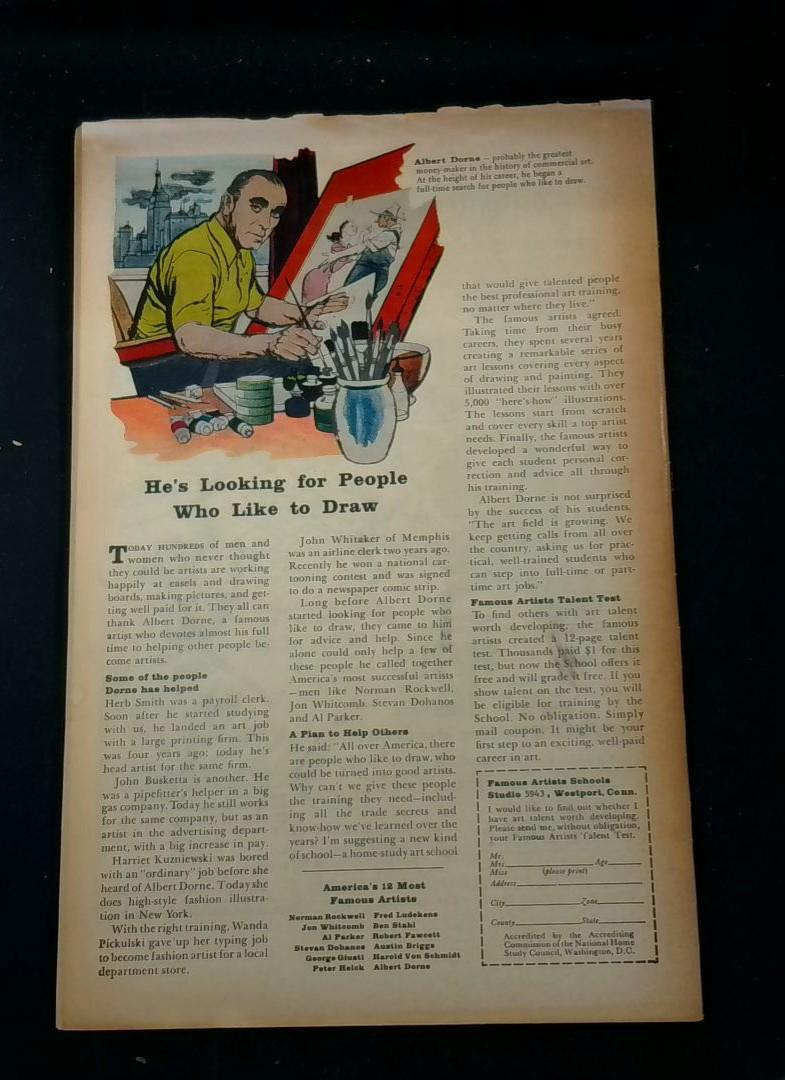 Albert Dorne — probably the greatest
money-maker in the history of commercial art.
At the height of his career, he began a
full-time search for people who like to draw.
He's Looking for People
Who Like to Draw
TODAY HUNDREDS of men and
women who never thought
they could be artists are working
happily at easels and drawing
boards, making pictures, and get-
ting well paid for it. They all can
thank Albert Dorne, a famous
artist who devotes almost his full
time to helping other people be-
come artists.
Some of the people
Dorne has helped
Herb Smith was a payroll clerk.
Soon after he started studying
with us, he landed an art job
with a large printing firm. This
was four years ago; today he's
head artist for the same firm.
John Busketta is another. He
was a pipefitter's helper in a big
gas company. Today he still works
for the same company, but as an
artist in the advertising depart-
ment, with a big increase in pay.
Harriet Kuzniewski was bored
with an "ordinary" job before she
heard of Albert Dorne. Today she
does high-style fashion illustra-
tion in New York.
With the right training, Wanda
Pickulski gave up her typing job
to become fashion artist for a local
department store.
John Whitaker of Memphis
was an airline clerk two years ago.
Recently he won a national car-
tooning contest and was signed
to do a newspaper comic strip.
Long before Albert Dorne
started looking for people who
like to draw, they came to him
for advice and help. Since he
alone could only help a few of
these people he called together
America's most successful artists
—men like Norman Rockwell,
Jon Whitcomb, Stevan Dohanos
and Al Parker.
A Plan to Help Others
He said: "All over America, there
are people who like to draw, who
could be turned into good artists.
Why can't we give these people
the training they need—includ-
ing all the trade secrets and
know-how we've learned over the
years? I'm suggesting a new kind
of school—a home-study art school
America's 12 Most
Famous Artists
Norman Rockwell Fred Ludekens
Jon Whitcomb Ben Stahl
Al Parker Robert Fawcett
Stevan Dohanos Austin Briggs
George Giusti Harold Von Schmidt
Peter Helck Albert Dorne
that would give talented people
the best professional art training,
no matter where they live."
The famous artists agreed.
Taking time from their busy
careers, they spent several years
creating a remarkable series of
art lessons covering every aspect
of drawing and painting. They
illustrated their lessons with over
5,000 "here's-how" illustrations.
The lessons start from scratch
and cover every skill a top artist
needs. Finally, the famous artists
developed a wonderful way to
give each student personal cor-
rection and advice all through
his training.
Albert Dorne is not surprised
by the success of his students.
"The art field is growing. We
keep getting calls from all over
the country, asking us for prac-
tical, well-trained students who
can step into full-time or part-
time art jobs."
Famous Artists Talent Test
To find others with art talent
worth developing, the famous
artists created a 12-page talent
test. Thousands paid $1 for this
test, but now the School offers it
free and will grade it free. If you
show talent on the test, you will
be eligible for training by the
School. No obligation. Simply
mail coupon. It might be your
first step to an exciting, well-paid
career in art.
Famous Artists Schools
Studio 5943, Westport, Conn.
I would like to find out whether I
have art talent worth developing.
Please send me, without obligation,
your Famous Artists Talent Test.
Mr.
Mrs. Age
Miss (please print)
Address
City Zone
County State
Accredited by the Accrediting
Commission of the National Home
Study Council, Washington, D.C.